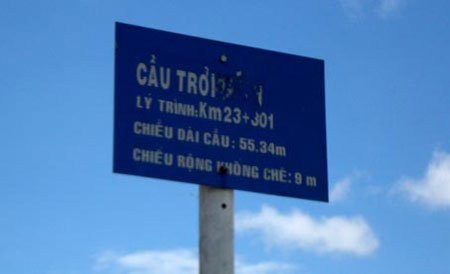 CẦU TRỜI
LÝ TRÌNH:Km23+301
CHIỀU DÀI CẦU: 55.34m
CHIỀU RỘNG KHÔNG CHẾ: 9 m